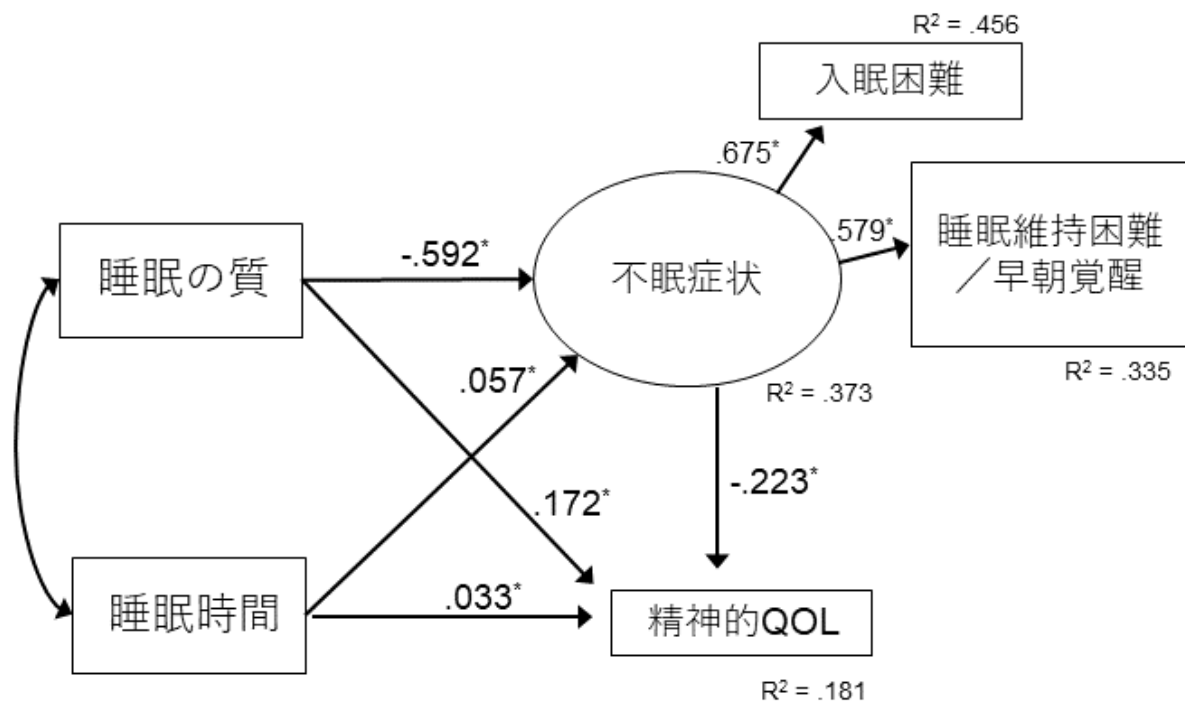 R² = .456
入眠困難
.675*
睡眠維持困難
／早朝覚醒
.579*
R² = .335
睡眠の質
-.592*
不眠症状
R² = .373
.057*
.172*
-.223*
睡眠時間
.033*
精神的QOL
R² = .181